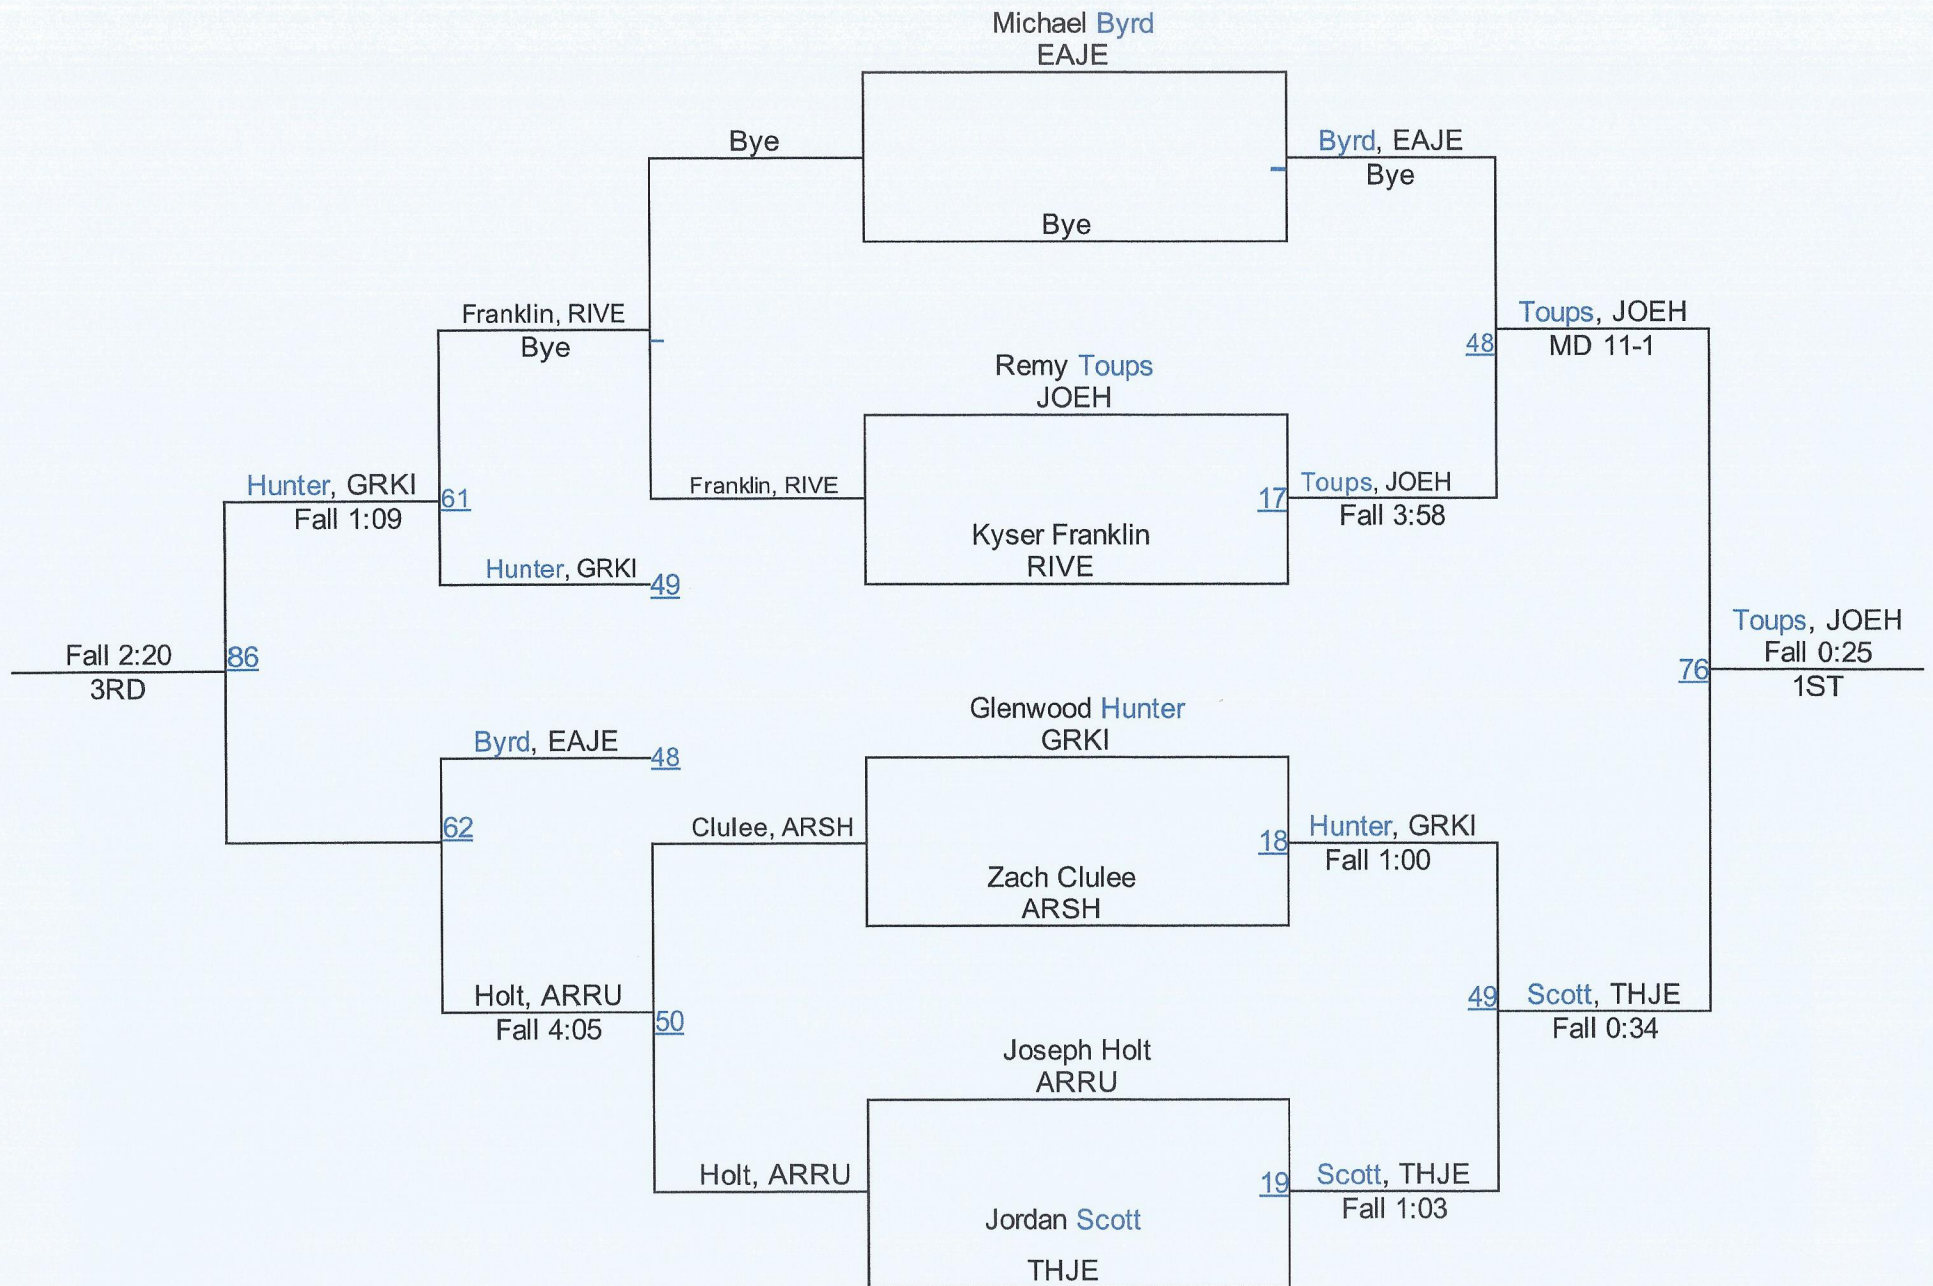 Michael Byrd
EAJE
Bye
Byrd, EAJE
Bye
Bye
Franklin, RIVE
Bye
Toups, JOEH
48
MD 11-1
Remy Toups
JOEH
Hunter, GRKI
61
Fall 1:09
Franklin, RIVE
17
Toups, JOEH
Fall 3:58
Kyser Franklin
RIVE
Hunter, GRKI
49
Toups, JOEH
Fall 0:25
76
1ST
Fall 2:20
86
3RD
Glenwood Hunter
GRKI
Byrd, EAJE
48
62
Clulee, ARSH
18
Hunter, GRKI
Fall 1:00
Zach Clulee
ARSH
Holt, ARRU
50
Fall 4:05
49
Scott, THJE
Fall 0:34
Joseph Holt
ARRU
Holt, ARRU
19
Scott, THJE
Fall 1:03
Jordan Scott
THJE